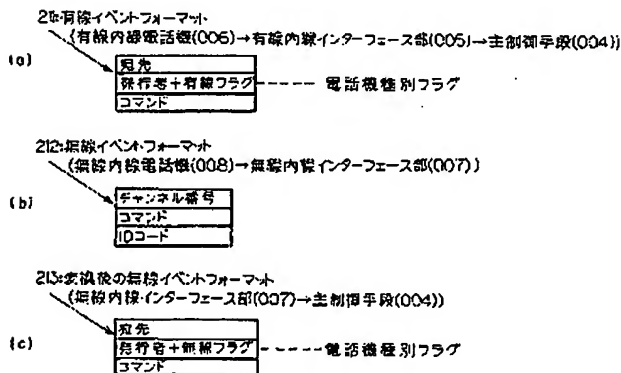 211:有線イベントフォーマット
(有線内線電話機(006)→有線内線インターフェース部(005)→主制御手段(004))
(a)
宛先
発行者+有線フラグ 電話機種別フラグ
コマンド
212:無線イベントフォーマット
(無線内線電話機(008)→無線内線インターフェース部(007))
(b)
チャンネル番号
コマンド
IDコード
213:変換後の無線イベントフォーマット
(無線内線インターフェース部(007)→主制御手段(004))
(c)
宛先
発行者+無線フラグ 電話機種別フラグ
コマンド